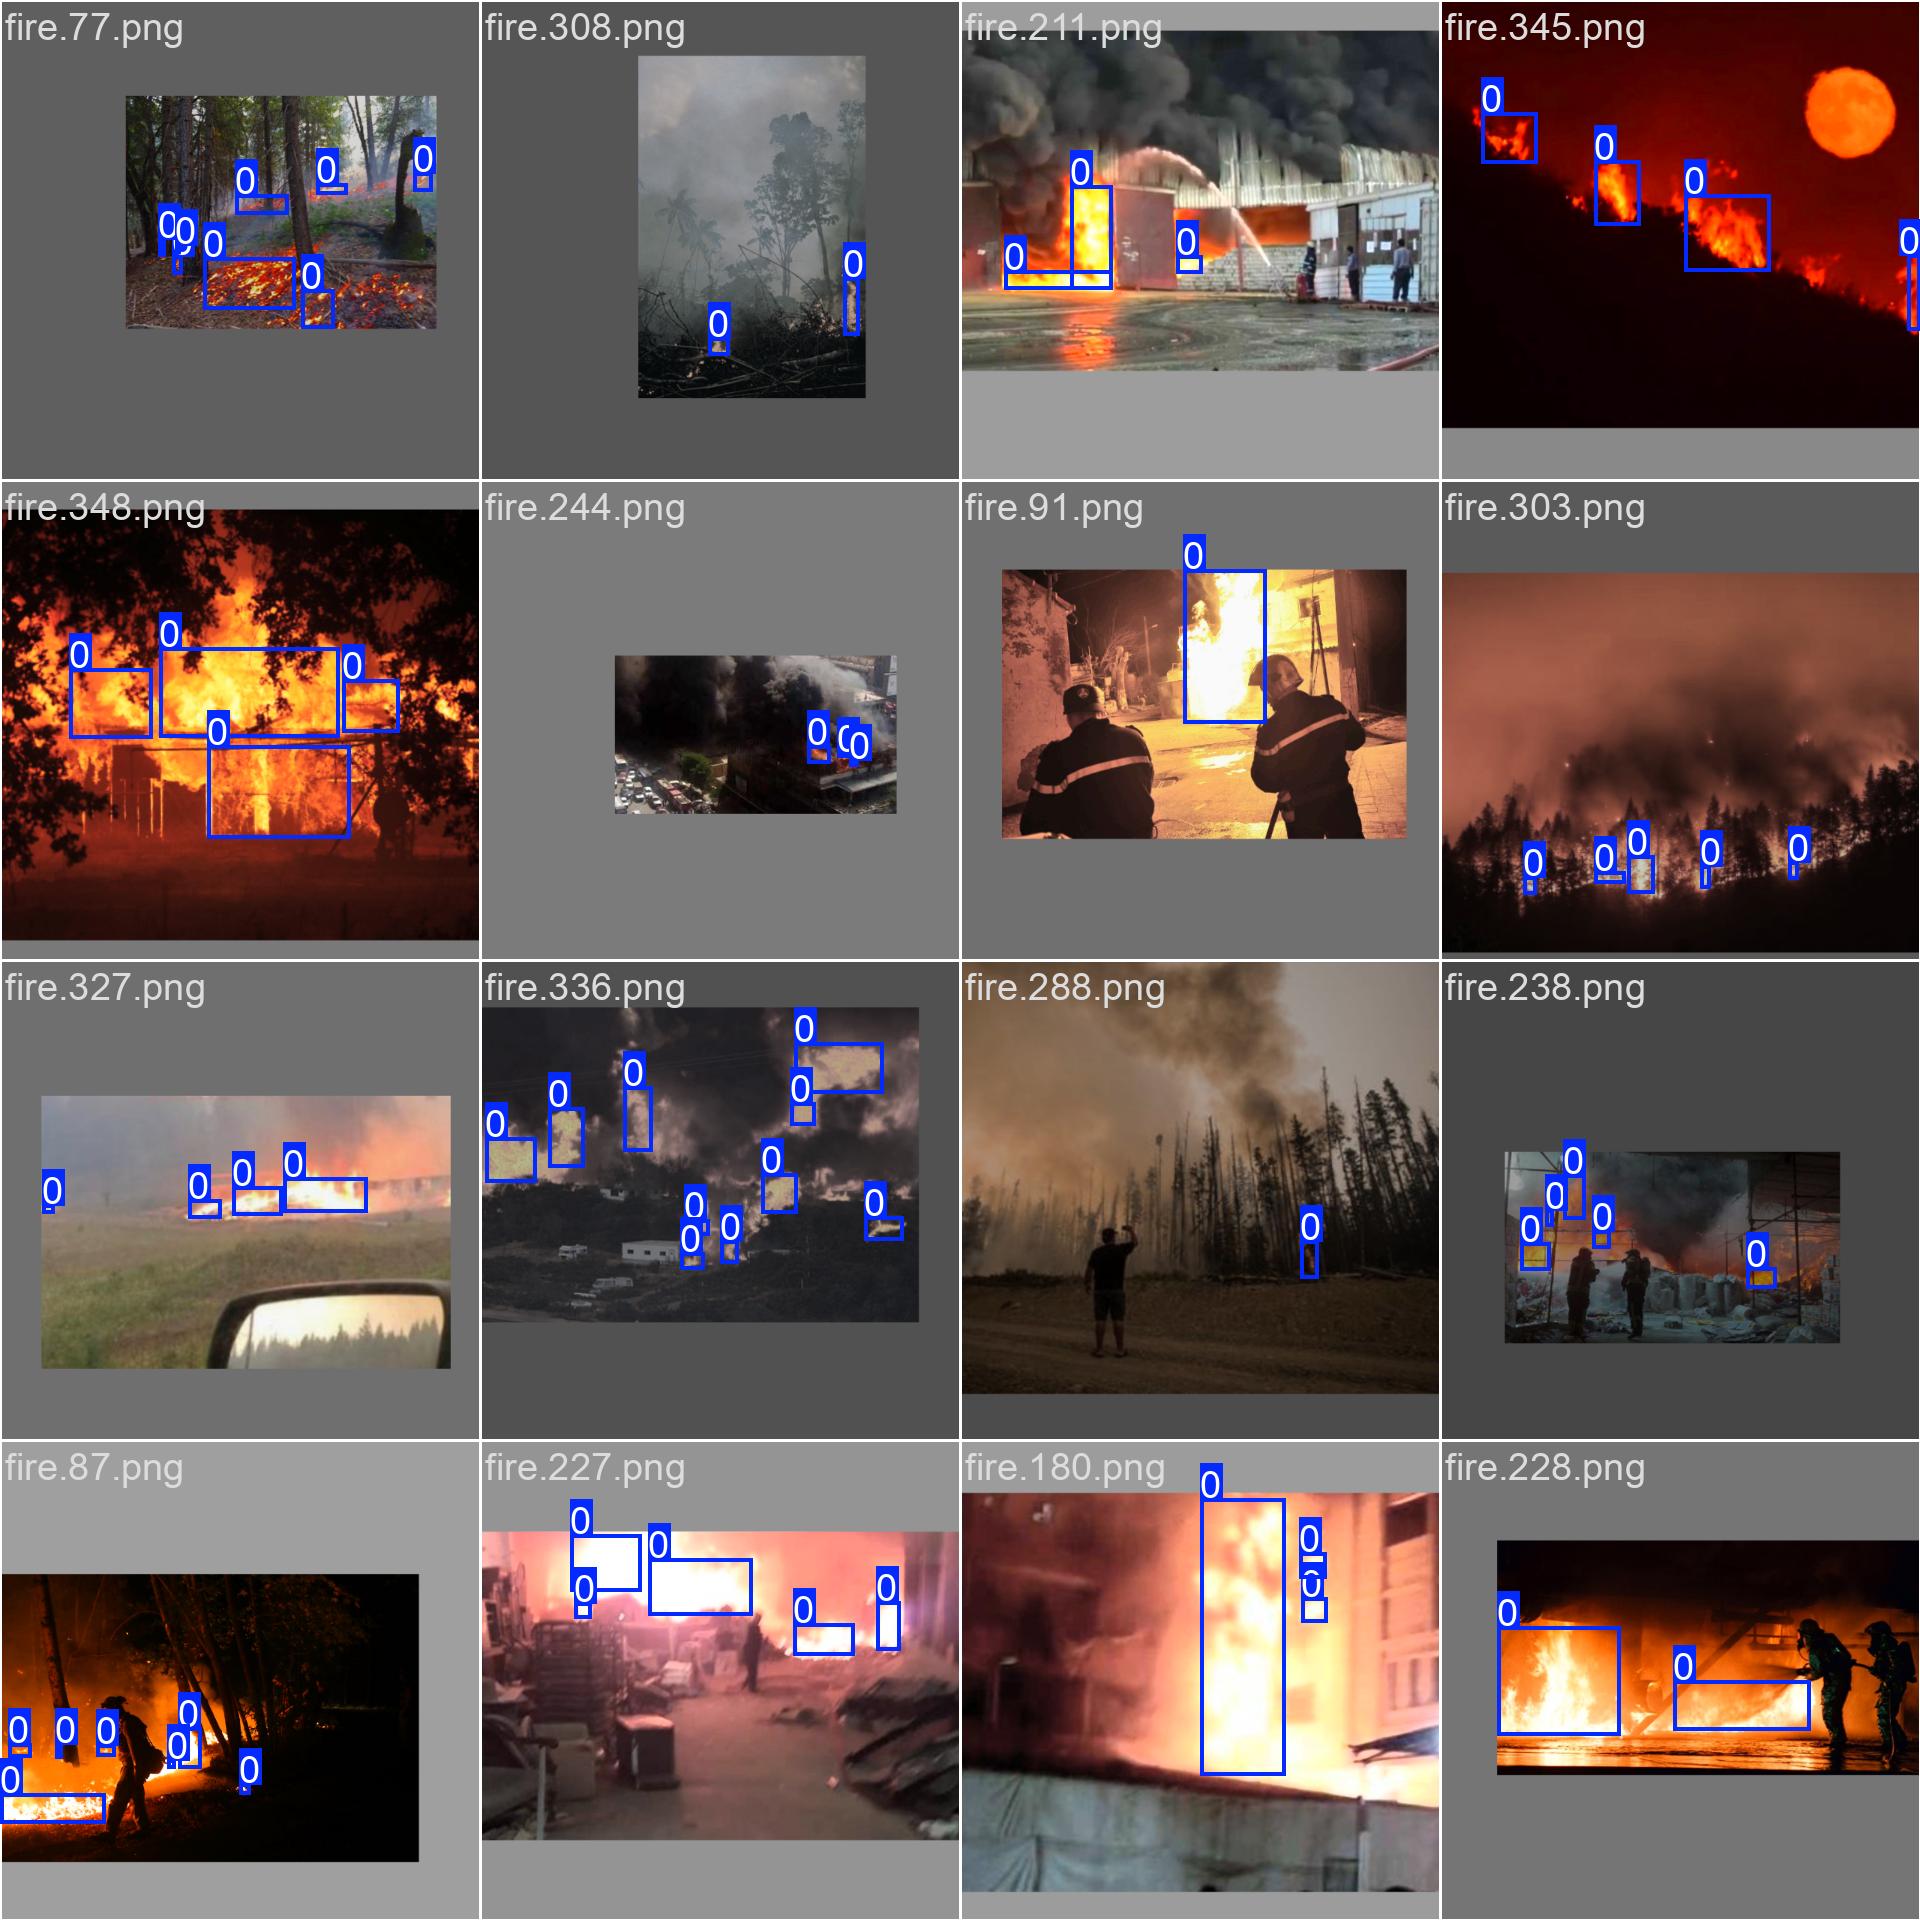 fire.77.png
fire.308.png
fire.211.png
fire.345.png
0 0 0 0 0 0 0 0
0 0
0 0 0
0 0 0 0
fire.348.png
fire.244.png
fire.91.png
fire.303.png
0 0 0 0
0 0 0
0
0 0 0 0 0
fire.327.png
fire.336.png
fire.288.png
fire.238.png
0 0 0 0
0 0 0 0 0 0 0 0 0 0
0
0 0 0 0 0
fire.87.png
fire.227.png
fire.180.png
fire.228.png
0 0 0 0 0 0 0
0 0 0 0 0
0 0 0
0 0